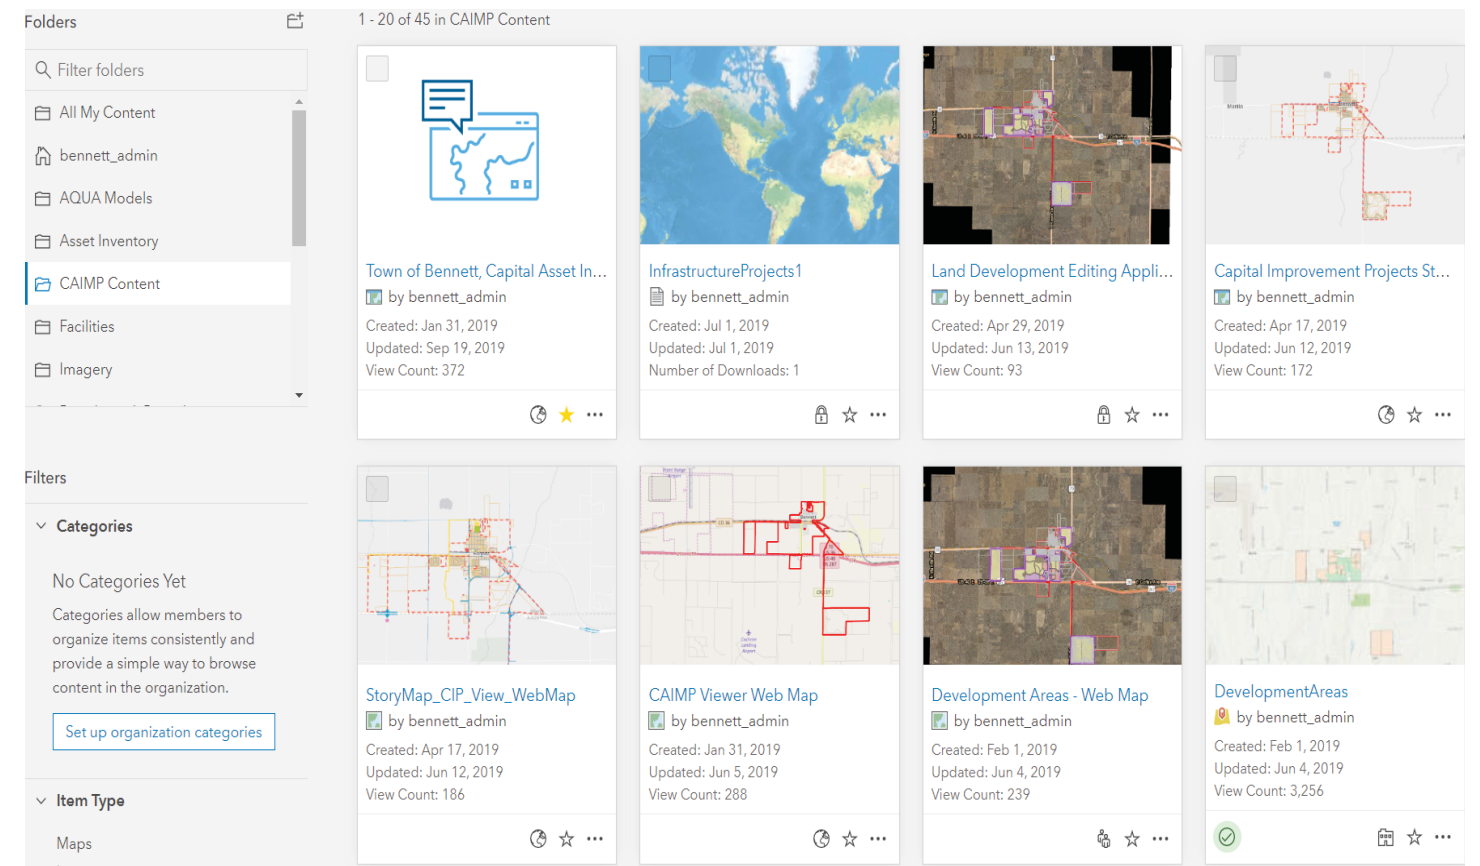 Folders
1 - 20 of 45 in CAIMP Content
Filter folders
All My Content
bennett_admin
AQUA Models
Asset Inventory
CAIMP Content
Facilities
Imagery
Town of Bennett, Capital Asset In...
by bennett_admin
Created: Jan 31, 2019
Updated: Sep 19, 2019
View Count: 372
InfrastructureProjects1
by bennett_admin
Created: Jul 1, 2019
Updated: Jul 1, 2019
Number of Downloads: 1
Land Development Editing Appli...
by bennett_admin
Created: Apr 29, 2019
Updated: Jun 13, 2019
View Count: 93
Capital Improvement Projects St...
by bennett_admin
Created: Apr 17, 2019
Updated: Jun 12, 2019
View Count: 172
Filters
Categories
No Categories Yet
Categories allow members to
organize items consistently and
provide a simple way to browse
content in the organization.
Set up organization categories
Item Type
Maps
StoryMap_CIP_View_WebMap
by bennett_admin
Created: Apr 17, 2019
Updated: Jun 12, 2019
View Count: 186
CAIMP Viewer Web Map
by bennett_admin
Created: Jan 31, 2019
Updated: Jun 5, 2019
View Count: 288
Development Areas - Web Map
by bennett_admin
Created: Feb 1, 2019
Updated: Jun 4, 2019
View Count: 239
DevelopmentAreas
by bennett_admin
Created: Feb 1, 2019
Updated: Jun 4, 2019
View Count: 3,256